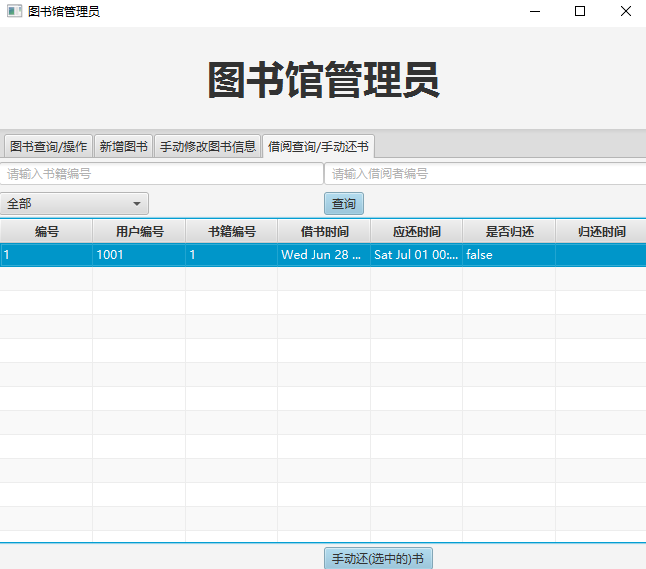 图书馆管理员
图书馆管理员
图书查询/操作 新增图书 手动修改图书信息 借阅查询/手动还书
请输入书籍编号 请输入借阅者编号
全部 查询
编号 用户编号 书籍编号 借书时间 应还时间 是否归还 归还时间
1 1001 1 Wed Jun 28 ... Sat Jul 01 00:... false
手动还(选中的)书